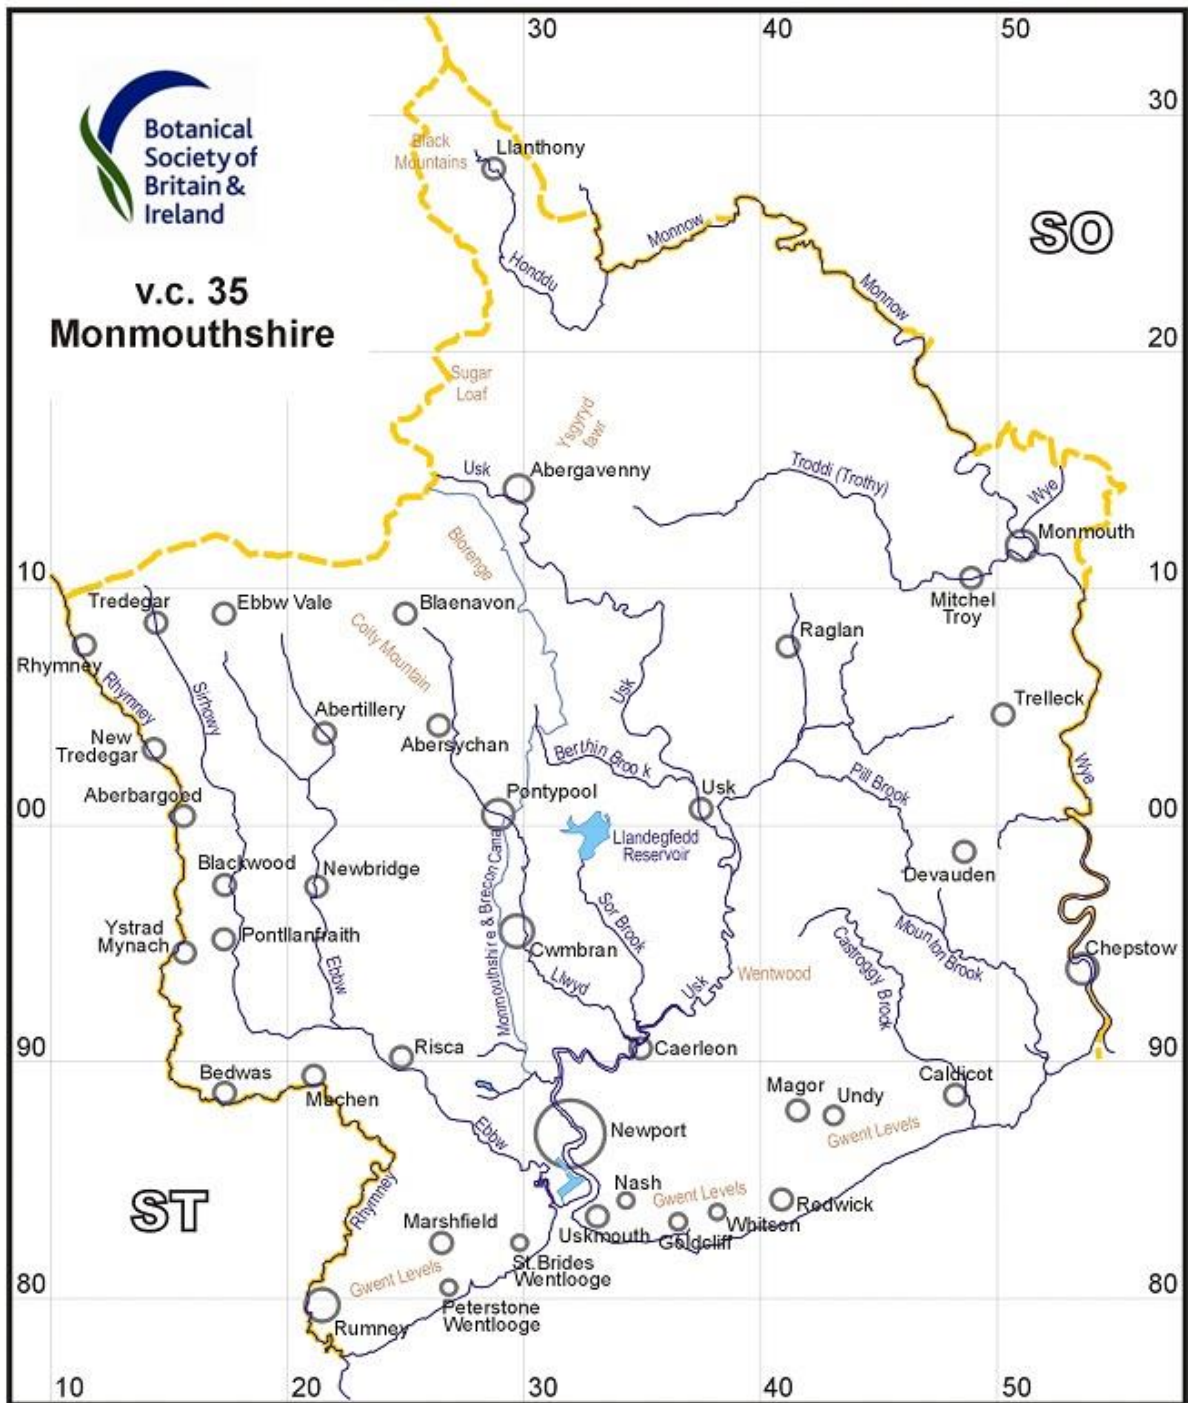 30 40 50
30
Botanical
Society of
Britain &
Ireland
v.c. 35
Monmouthshire
Black
Mountains
Llanthony
SO
Monnow
Honddu
Monnow
20
Sugar
Loaf
Ysgyryd
fawr
Usk
Abergavenny
Troddi (Trothy)
Wye
Monmouth
Blorenge
10
10
Tredegar
Ebbw Vale
Blaenavon
Mitchel
Troy
Raglan
Coity Mountain
Rhymney
Rhymney
Sirhowy
Usk
Trelleck
Abertillery
Abersychan
New
Tredegar
Berthin Brook
Wye
Pill Brook
Usk
Pontypool
Aberbargoed
00
00
Llandegfedd
Reservoir
Blackwood
Newbridge
Devauden
Monmouthshire & Brecon Canal
Sor Brook
Mounton Brook
Castroggy Brook
Ystrad
Mynach
Pontllanfraith
Cwmbran
Chepstow
Ebbw
Llwyd
Usk
Wentwood
90
90
Risca
Caerleon
Bedwas
Machen
Magor
Undy
Caldicot
Gwent Levels
Ebbw
Newport
Rhymney
ST
Nash
Gwent Levels
Redwick
Marshfield
Uskmouth
Goldcliff
Whitson
St.Brides
Wentlooge
Gwent Levels
80
80
Peterstone
Wentlooge
Rumney
10 20 30 40 50